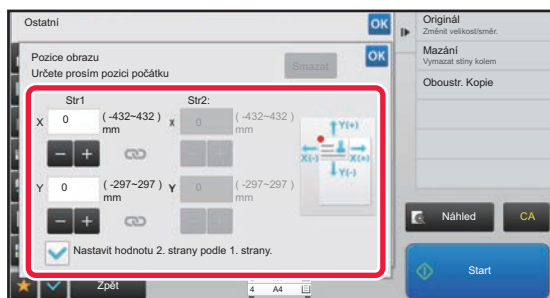 Ostatní
OK
Originál
Změnit velikost/směr.
Mazání
Vymazat stíny kolem
Oboustr. Kopie
Pozice obrazu
Určete prosím pozici počátku
Smazat
OK
Str1
Str2:
X 0 ( -432~432 ) mm
X 0 ( -432~432 ) mm
− +
− +
Y 0 ( -297~297 ) mm
Y 0 ( -297~297 ) mm
− +
− +
Y(+)
X(-) X(+)
Y(-)
Nastavit hodnotu 2. strany podle 1. strany.
Náhled
CA
Start
Zpět
4 A4